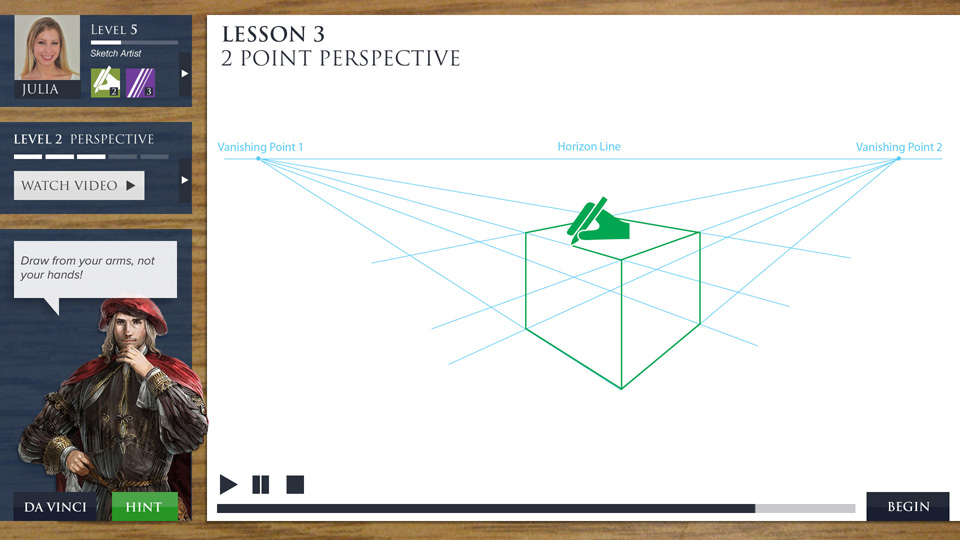 LEVEL 5
Sketch Artist
2
3
JULIA
LEVEL 2 PERSPECTIVE
WATCH VIDEO
Draw from your arms, not
your hands!
DA VINCI
HINT
LESSON 3
2 POINT PERSPECTIVE
Vanishing Point 1
Horizon Line
Vanishing Point 2
BEGIN